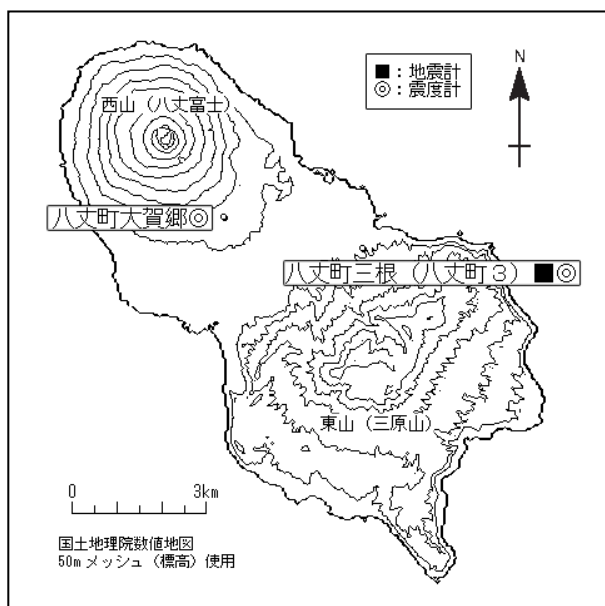 N
■：地震計
◎：震度計
西山（八丈富士）
八丈町大賀郷◎
八丈町三根（八丈町３）■◎
東山（三原山）
0 3km
国土地理院数値地図
50mメッシュ（標高）使用